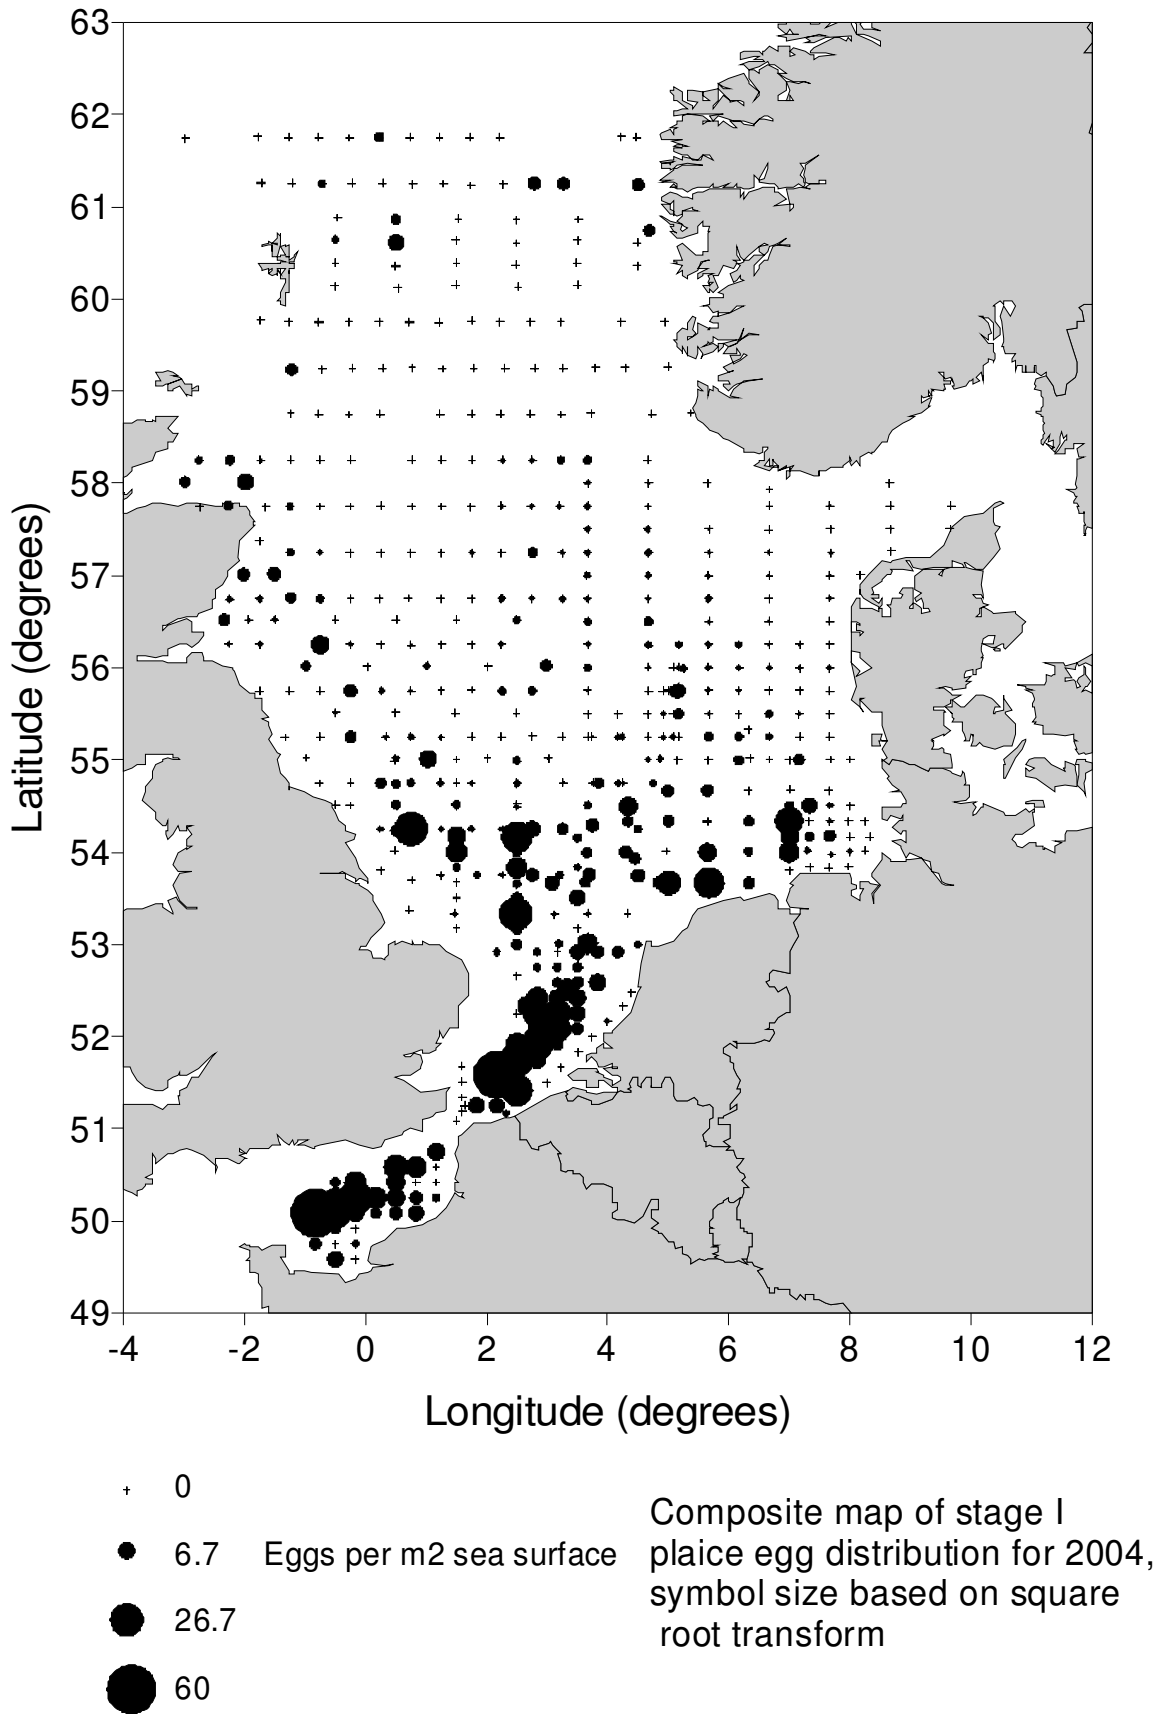 63
62
61
60
59
58
57
56
55
54
53
52
51
50
49
Latitude (degrees)
-4 -2 0 2 4 6 8 10 12
Longitude (degrees)
0
6.7 Eggs per m2 sea surface
26.7
60
Composite map of stage I
plaice egg distribution for 2004,
symbol size based on square
root transform